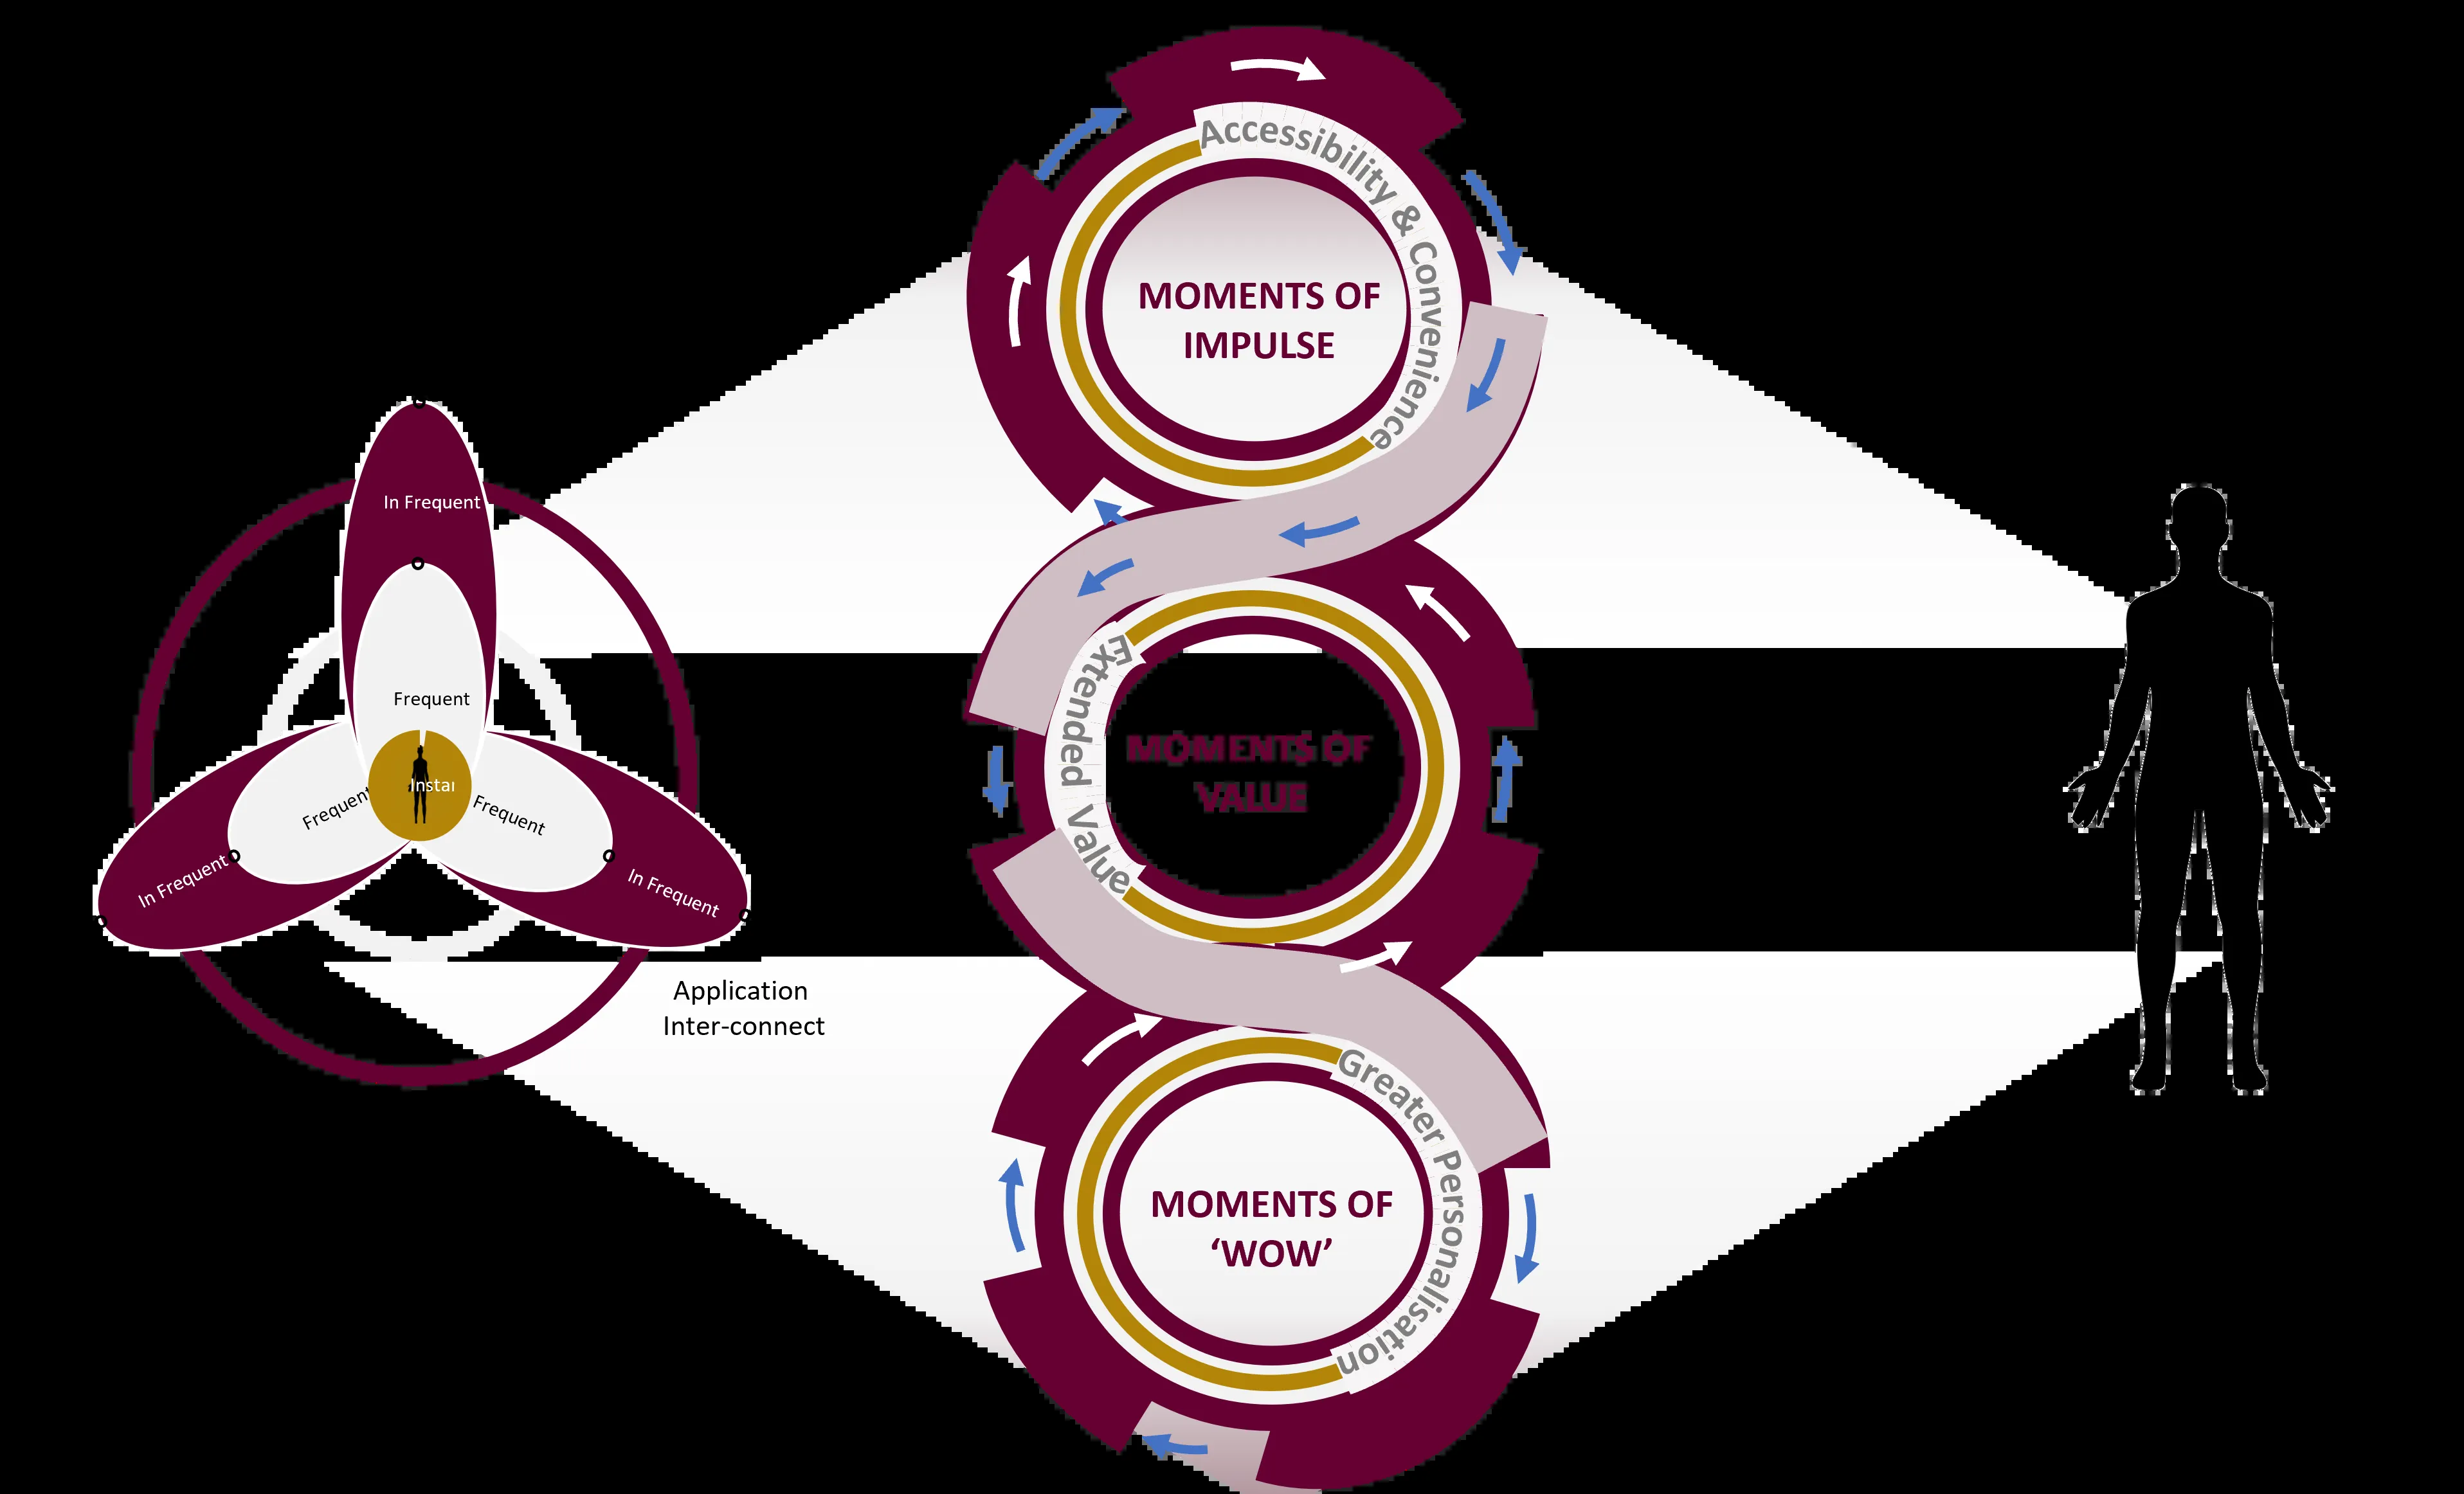 Accessibility & Convenience
MOMENTS OF
IMPULSE
In Frequent
Frequent
Instar
Frequent
Frequent
In Frequent
In Frequent
Application
Inter-connect
Extended Value
MOMENTS OF
VALUE
Greater Personalisation
MOMENTS OF
‘WOW’